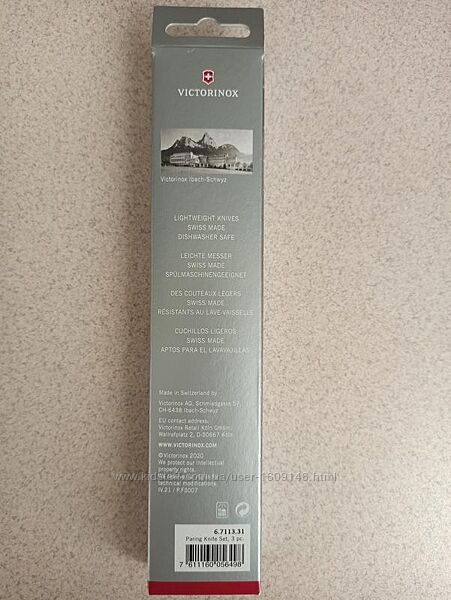 VICTORINOX
Victorinox Ibach-Schwyz
LIGHTWEIGHT KNIVES
SWISS MADE
DISHWASHER SAFE
LEICHTE MESSER
SWISS MADE
SPÜLMASCHINENGEEIGNET
DES COUTEAUX LÉGERS
SWISS MADE
RÉSISTANTS AU LAVE-VAISSELLE
CUCHILLOS LIGEROS
SWISS MADE
APTOS PARA EL LAVAVAJILLAS
Made in Switzerland by
Victorinox AG, Schmiedgasse 57,
CH-6438 Ibach-Schwyz
EU contact address:
Victorinox Retail Köln GmbH,
Wallrafplatz 2, D-50667 Köln
WWW.VICTORINOX.COM
©Victorinox 2020
We protect our intellectual
property rights.
technical modifications.
IV.21 / P.F3007
6.7113.31
Paring Knife Set, 3 pc.
7 611160 056498